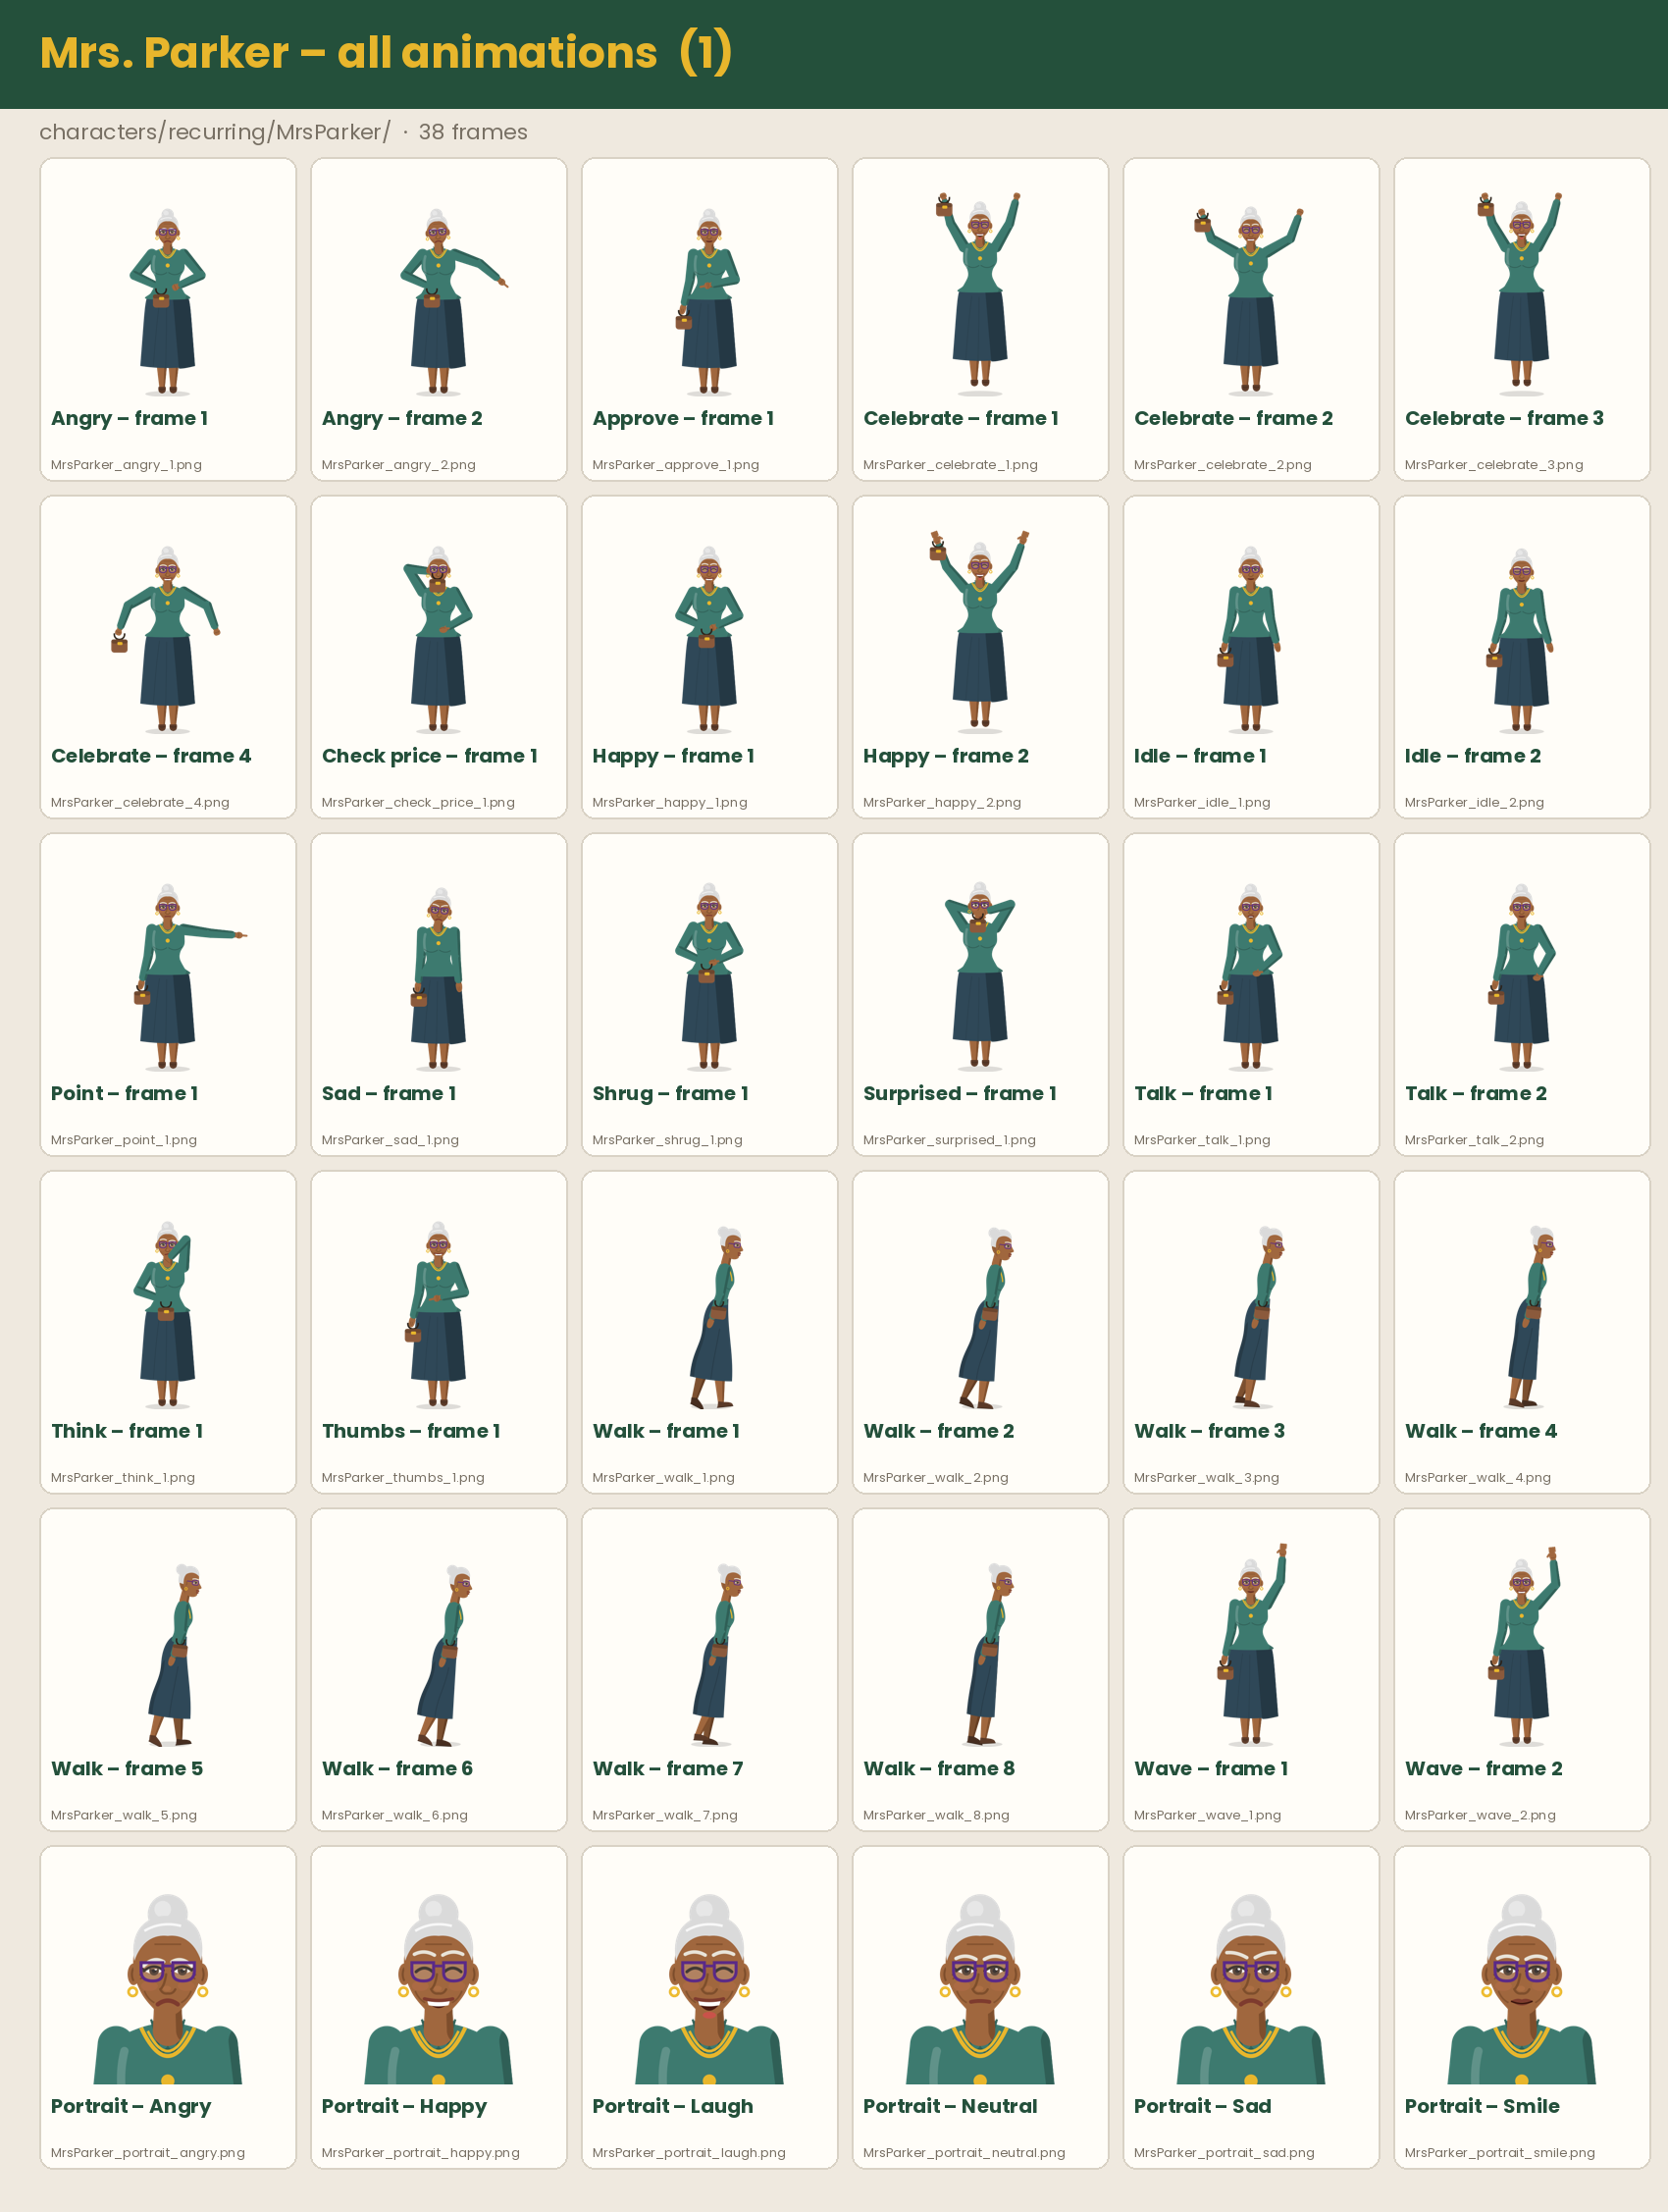 Mrs. Parker – all animations (1)
characters/recurring/MrsParker/ · 38 frames
Angry – frame 1
MrsParker_angry_1.png
Angry – frame 2
MrsParker_angry_2.png
Approve – frame 1
MrsParker_approve_1.png
Celebrate – frame 1
MrsParker_celebrate_1.png
Celebrate – frame 2
MrsParker_celebrate_2.png
Celebrate – frame 3
MrsParker_celebrate_3.png
Celebrate – frame 4
MrsParker_celebrate_4.png
Check price – frame 1
MrsParker_check_price_1.png
Happy – frame 1
MrsParker_happy_1.png
Happy – frame 2
MrsParker_happy_2.png
Idle – frame 1
MrsParker_idle_1.png
Idle – frame 2
MrsParker_idle_2.png
Point – frame 1
MrsParker_point_1.png
Sad – frame 1
MrsParker_sad_1.png
Shrug – frame 1
MrsParker_shrug_1.png
Surprised – frame 1
MrsParker_surprised_1.png
Talk – frame 1
MrsParker_talk_1.png
Talk – frame 2
MrsParker_talk_2.png
Think – frame 1
MrsParker_think_1.png
Thumbs – frame 1
MrsParker_thumbs_1.png
Walk – frame 1
MrsParker_walk_1.png
Walk – frame 2
MrsParker_walk_2.png
Walk – frame 3
MrsParker_walk_3.png
Walk – frame 4
MrsParker_walk_4.png
Walk – frame 5
MrsParker_walk_5.png
Walk – frame 6
MrsParker_walk_6.png
Walk – frame 7
MrsParker_walk_7.png
Walk – frame 8
MrsParker_walk_8.png
Wave – frame 1
MrsParker_wave_1.png
Wave – frame 2
MrsParker_wave_2.png
Portrait – Angry
MrsParker_portrait_angry.png
Portrait – Happy
MrsParker_portrait_happy.png
Portrait – Laugh
MrsParker_portrait_laugh.png
Portrait – Neutral
MrsParker_portrait_neutral.png
Portrait – Sad
MrsParker_portrait_sad.png
Portrait – Smile
MrsParker_portrait_smile.png